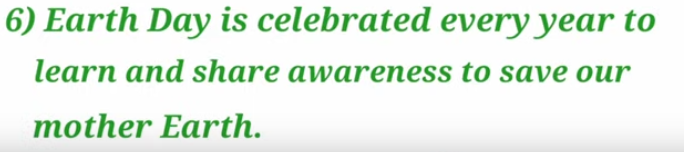 6) Earth Day is celebrated every year to
learn and share awareness to save our
mother Earth.